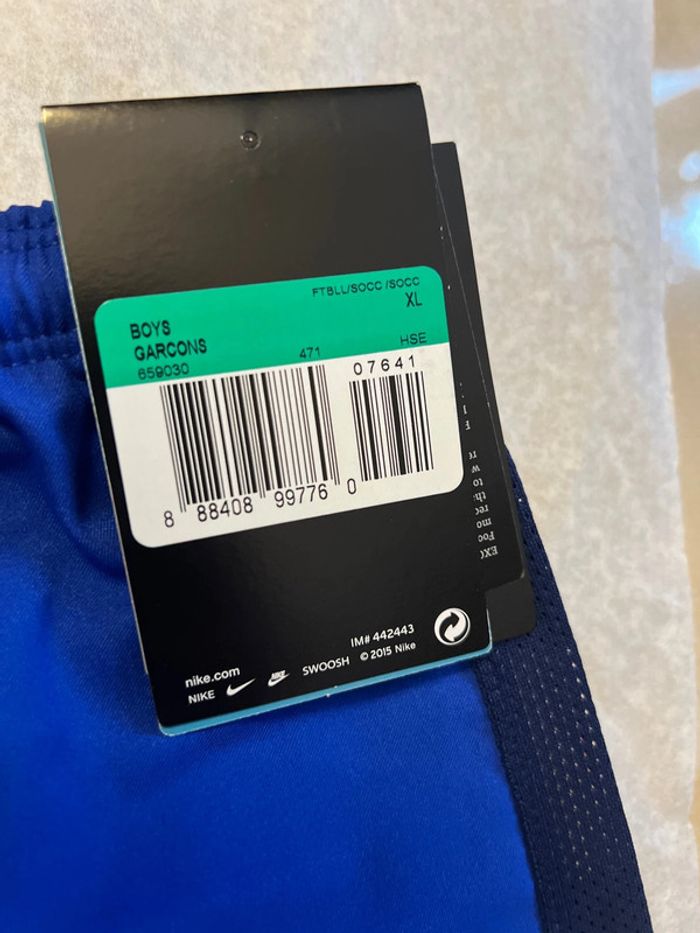 FTBLL/SOCC /SOCC
XL
BOYS
GARCONS
HSE
659030
471
07641
8 88408 99776 0
IM# 442443
nike.com
NIKE NIKE SWOOSH © 2015 Nike